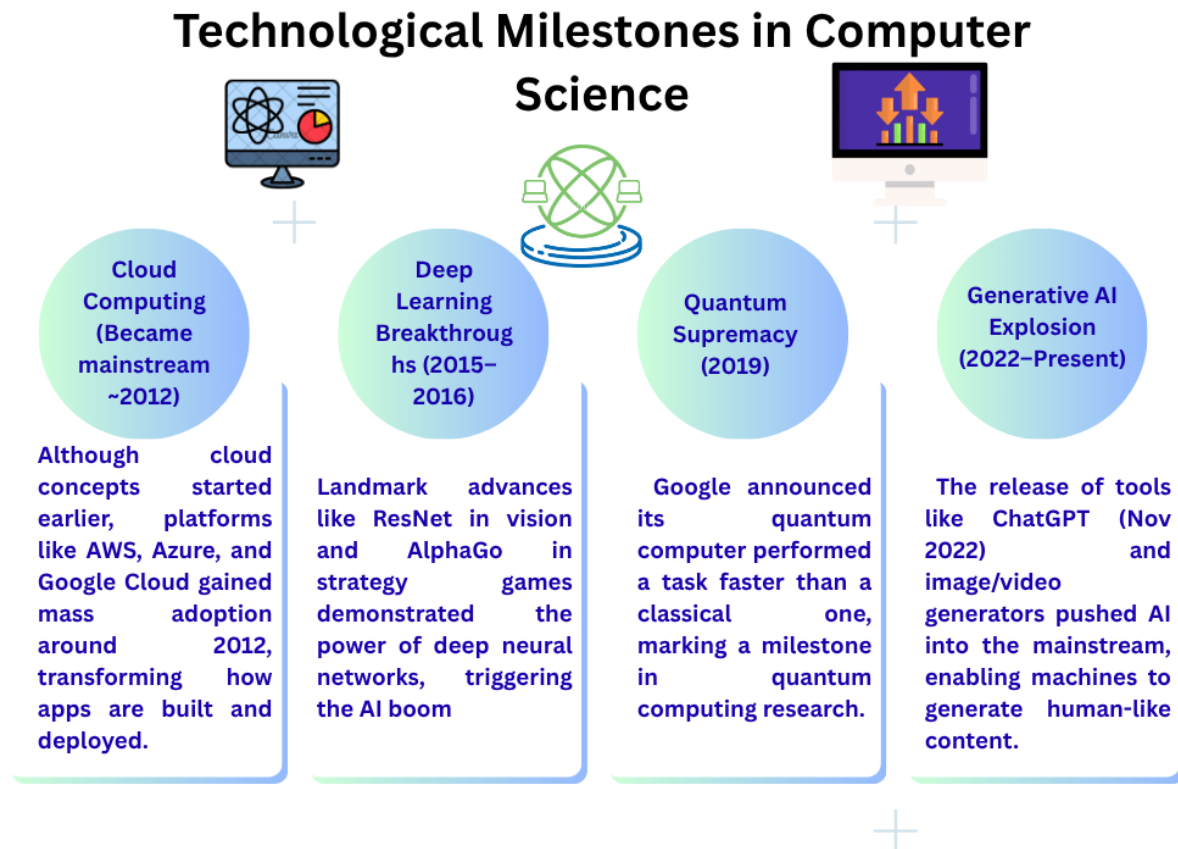 Technological Milestones in Computer
Science
Cloud
Computing
(Became
mainstream
~2012)
Although cloud
concepts started
earlier, platforms
like AWS, Azure, and
Google Cloud gained
mass adoption
around 2012,
transforming how
apps are built and
deployed.
Deep
Learning
Breakthroug
hs (2015–
2016)
Landmark advances
like ResNet in vision
and AlphaGo in
strategy games
demonstrated the
power of deep neural
networks, triggering
the AI boom
Quantum
Supremacy
(2019)
Google announced
its quantum
computer performed
a task faster than a
classical one,
marking a milestone
in quantum
computing research.
Generative AI
Explosion
(2022–Present)
The release of tools
like ChatGPT (Nov
2022) and
image/video
generators pushed AI
into the mainstream,
enabling machines to
generate human-like
content.